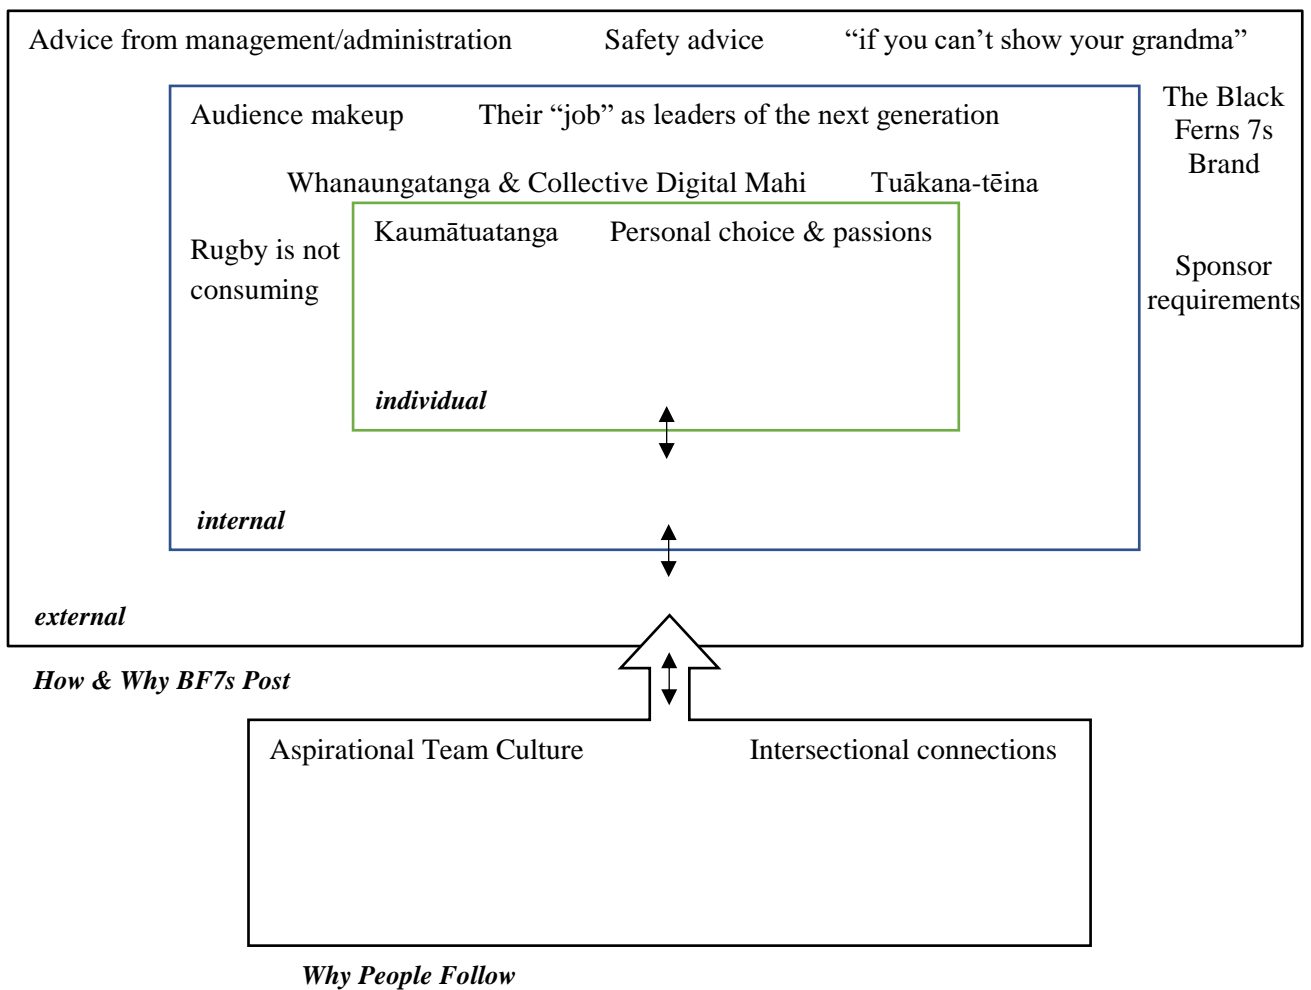 Advice from management/administration
Safety advice
“if you can’t show your grandma”
The Black
Ferns 7s
Brand
Audience makeup
Their “job” as leaders of the next generation
Whanaungatanga & Collective Digital Mahi
Tuākana-tēina
Rugby is not
consuming
Kaumātuatanga
Personal choice & passions
Sponsor
requirements
individual
internal
external
How & Why BF7s Post
Aspirational Team Culture
Intersectional connections
Why People Follow